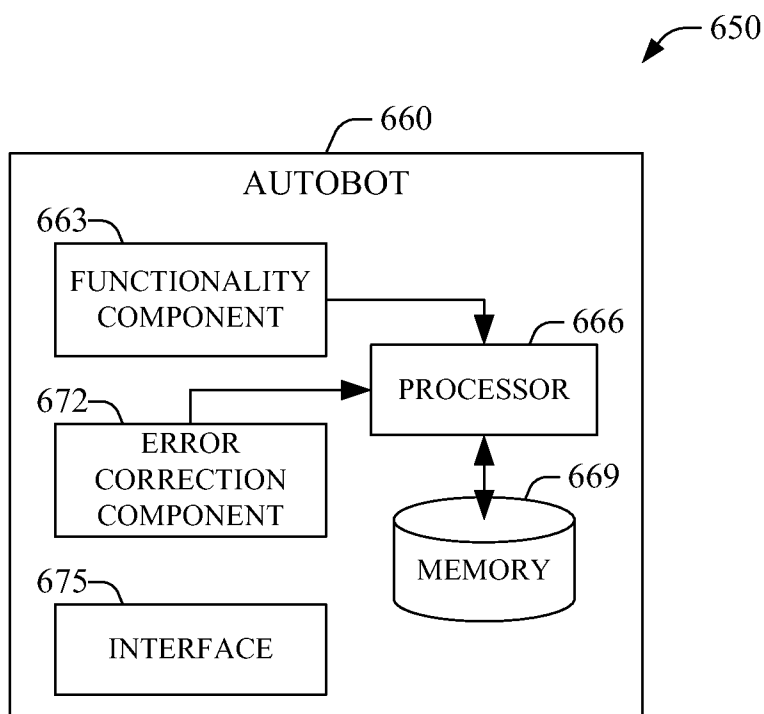 650
660
AUTOBOT
663
FUNCTIONALITY
COMPONENT
666
PROCESSOR
672
ERROR
CORRECTION
COMPONENT
669
MEMORY
675
INTERFACE